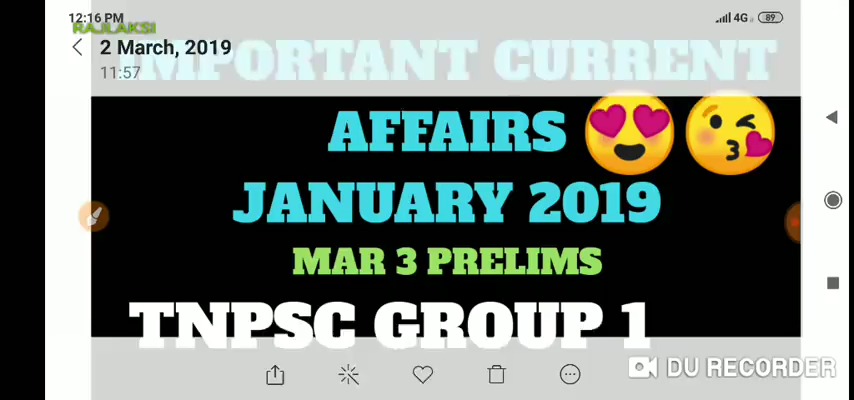 12:16 PM
4G 89
RAJLAKSI
2 March, 2019
11:57
IMPORTANT CURRENT
AFFAIRS
JANUARY 2019
MAR 3 PRELIMS
TNPSC GROUP 1
DU RECORDER